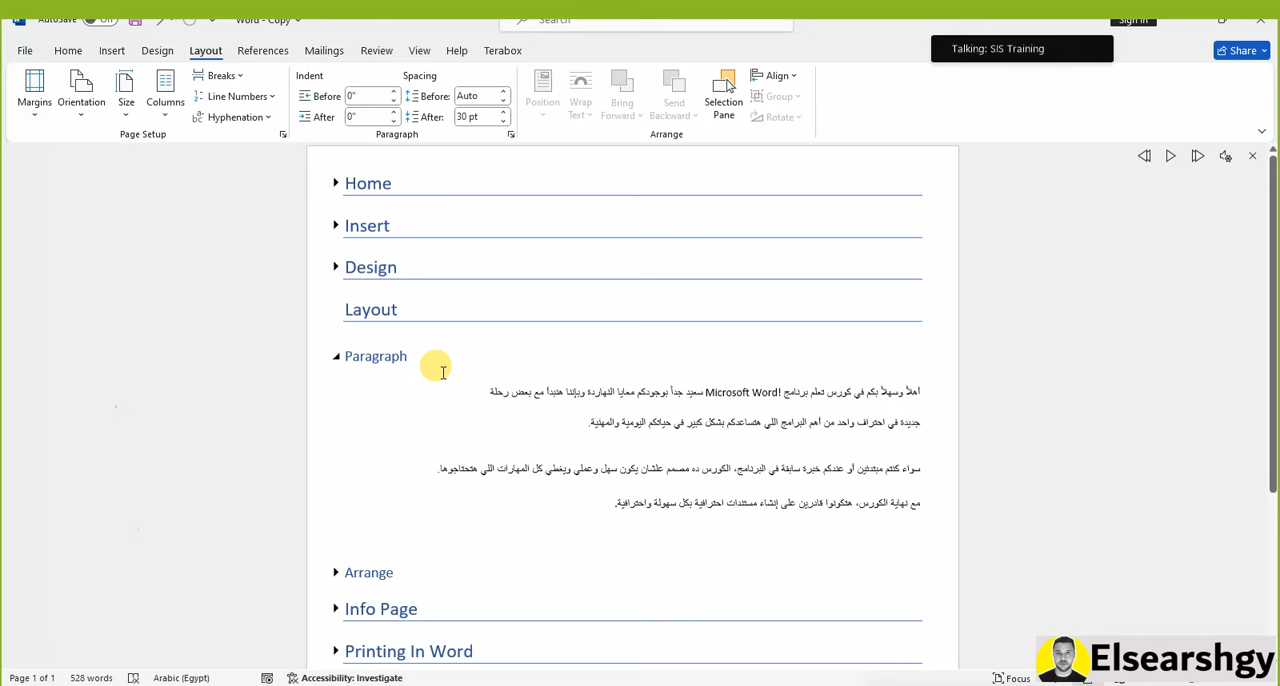 AutoSave
Off
Word - Copy
Search
Sign in
File Home Insert Design Layout References Mailings Review View Help Terabox
Talking: SIS Training
Share
Margins
Orientation
Size
Columns
Breaks
Line Numbers
Hyphenation
Page Setup
Indent
Before 0"
After 0"
Spacing
Before: Auto
After: 30 pt
Paragraph
Position
Wrap Text
Bring Forward
Send Backward
Selection Pane
Align
Group
Rotate
Arrange
Home
Insert
Design
Layout
Paragraph
أهلاً وسهلاً بكم في كورس تعلم برنامج Microsoft Word! سعيد جداً بوجودكم معايا النهاردة وبإننا هنبدأ مع بعض رحلة
جديدة في احتراف واحد من أهم البرامج اللي هتساعدكم بشكل كبير في حياتكم اليومية والمهنية.
سواء كنتم مبتدئين أو عندكم خبرة سابقة في البرنامج، الكورس ده مصمم علشان يكون سهل وعملي ويغطي كل المهارات اللي هتحتاجوها.
مع نهاية الكورس، هتكونوا قادرين على إنشاء مستندات احترافية بكل سهولة واحترافية.
Arrange
Info Page
Printing In Word
Page 1 of 1 528 words Arabic (Egypt) Accessibility: Investigate Focus
Elsearshgy